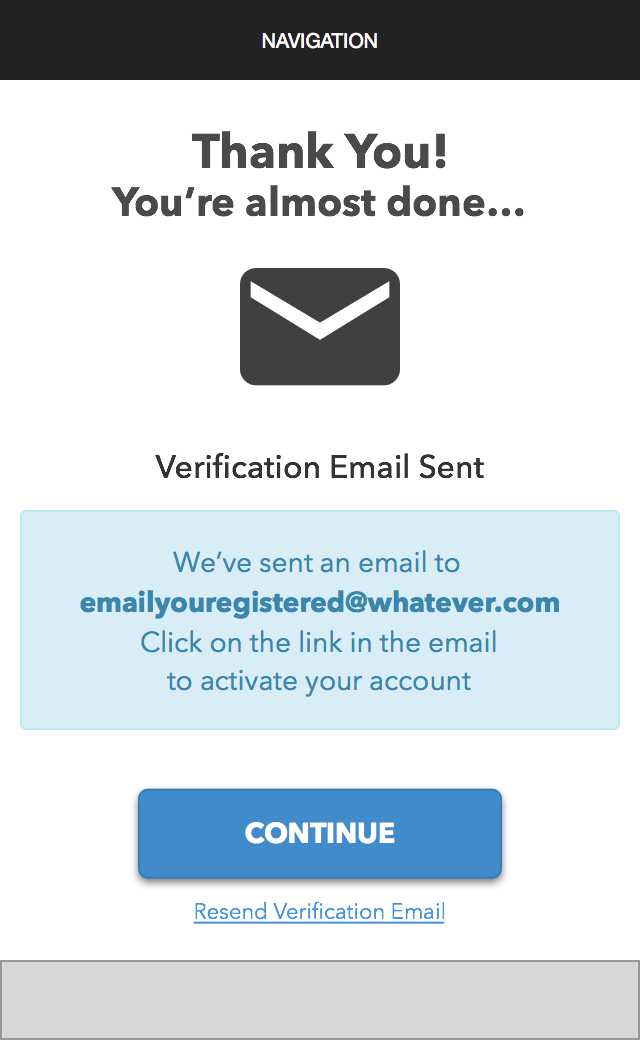 NAVIGATION
Thank You!
You’re almost done...
Verification Email Sent
We’ve sent an email to
emailyouregistered@whatever.com
Click on the link in the email
to activate your account
CONTINUE
Resend Verification Email